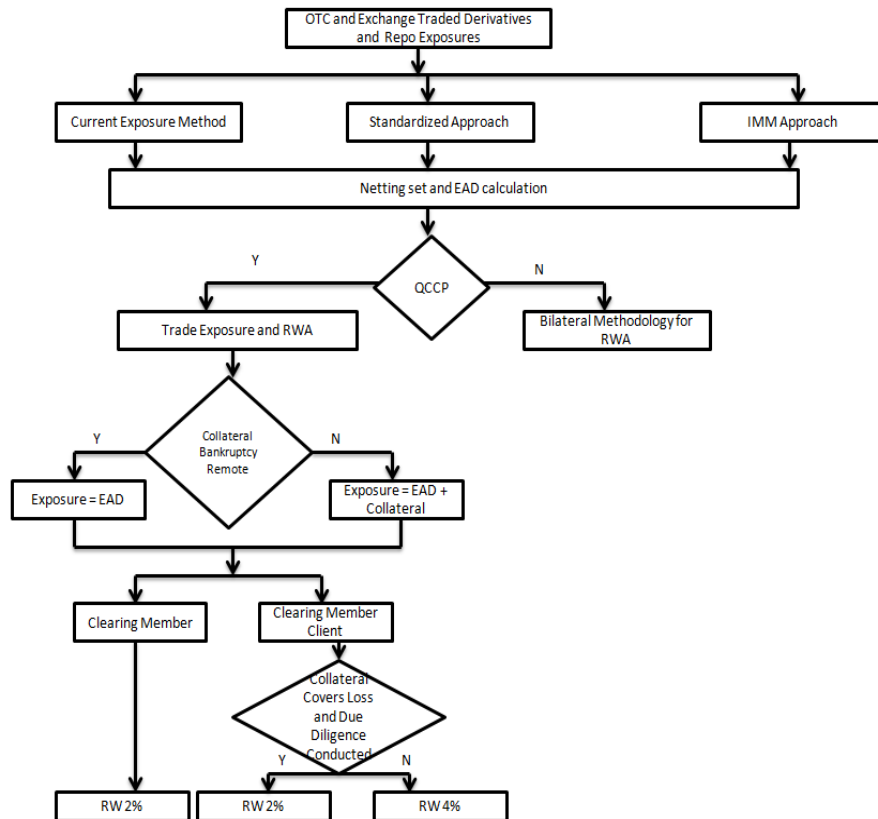 OTC and Exchange Traded Derivatives
and Repo Exposures
Current Exposure Method
Standardized Approach
IMM Approach
Netting set and EAD calculation
Y
QCCP
N
Trade Exposure and RWA
Bilateral Methodology for
RWA
Y
Collateral
Bankruptcy
Remote
N
Exposure = EAD
Exposure = EAD +
Collateral
Clearing Member
Clearing Member
Client
Collateral
Covers Loss
and Due
Diligence
Conducted
Y
N
RW 2%
RW 2%
RW 4%